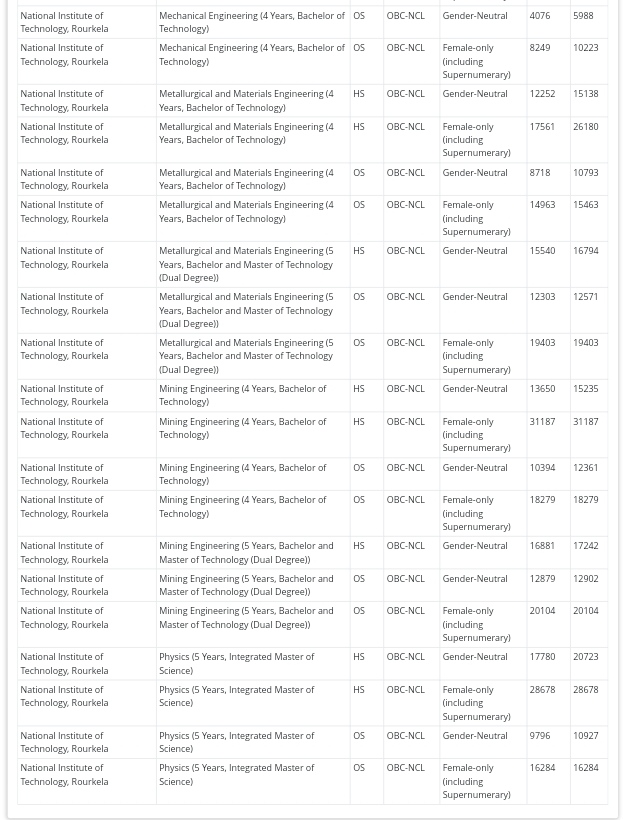 National Institute of Technology, Rourkela Mechanical Engineering (4 Years, Bachelor of Technology) OS OBC-NCL Gender-Neutral 4076 5988
National Institute of Technology, Rourkela Mechanical Engineering (4 Years, Bachelor of Technology) OS OBC-NCL Female-only (including Supernumerary) 8249 10223
National Institute of Technology, Rourkela Metallurgical and Materials Engineering (4 Years, Bachelor of Technology) HS OBC-NCL Gender-Neutral 12252 15138
National Institute of Technology, Rourkela Metallurgical and Materials Engineering (4 Years, Bachelor of Technology) HS OBC-NCL Female-only (including Supernumerary) 17561 26180
National Institute of Technology, Rourkela Metallurgical and Materials Engineering (4 Years, Bachelor of Technology) OS OBC-NCL Gender-Neutral 8718 10793
National Institute of Technology, Rourkela Metallurgical and Materials Engineering (4 Years, Bachelor of Technology) OS OBC-NCL Female-only (including Supernumerary) 14963 15463
National Institute of Technology, Rourkela Metallurgical and Materials Engineering (5 Years, Bachelor and Master of Technology (Dual Degree)) HS OBC-NCL Gender-Neutral 15540 16794
National Institute of Technology, Rourkela Metallurgical and Materials Engineering (5 Years, Bachelor and Master of Technology (Dual Degree)) OS OBC-NCL Gender-Neutral 12303 12571
National Institute of Technology, Rourkela Metallurgical and Materials Engineering (5 Years, Bachelor and Master of Technology (Dual Degree)) OS OBC-NCL Female-only (including Supernumerary) 19403 19403
National Institute of Technology, Rourkela Mining Engineering (4 Years, Bachelor of Technology) HS OBC-NCL Gender-Neutral 13650 15235
National Institute of Technology, Rourkela Mining Engineering (4 Years, Bachelor of Technology) HS OBC-NCL Female-only (including Supernumerary) 31187 31187
National Institute of Technology, Rourkela Mining Engineering (4 Years, Bachelor of Technology) OS OBC-NCL Gender-Neutral 10394 12361
National Institute of Technology, Rourkela Mining Engineering (4 Years, Bachelor of Technology) OS OBC-NCL Female-only (including Supernumerary) 18279 18279
National Institute of Technology, Rourkela Mining Engineering (5 Years, Bachelor and Master of Technology (Dual Degree)) HS OBC-NCL Gender-Neutral 16881 17242
National Institute of Technology, Rourkela Mining Engineering (5 Years, Bachelor and Master of Technology (Dual Degree)) OS OBC-NCL Gender-Neutral 12879 12902
National Institute of Technology, Rourkela Mining Engineering (5 Years, Bachelor and Master of Technology (Dual Degree)) OS OBC-NCL Female-only (including Supernumerary) 20104 20104
National Institute of Technology, Rourkela Physics (5 Years, Integrated Master of Science) HS OBC-NCL Gender-Neutral 17780 20723
National Institute of Technology, Rourkela Physics (5 Years, Integrated Master of Science) HS OBC-NCL Female-only (including Supernumerary) 28678 28678
National Institute of Technology, Rourkela Physics (5 Years, Integrated Master of Science) OS OBC-NCL Gender-Neutral 9796 10927
National Institute of Technology, Rourkela Physics (5 Years, Integrated Master of Science) OS OBC-NCL Female-only (including Supernumerary) 16284 16284